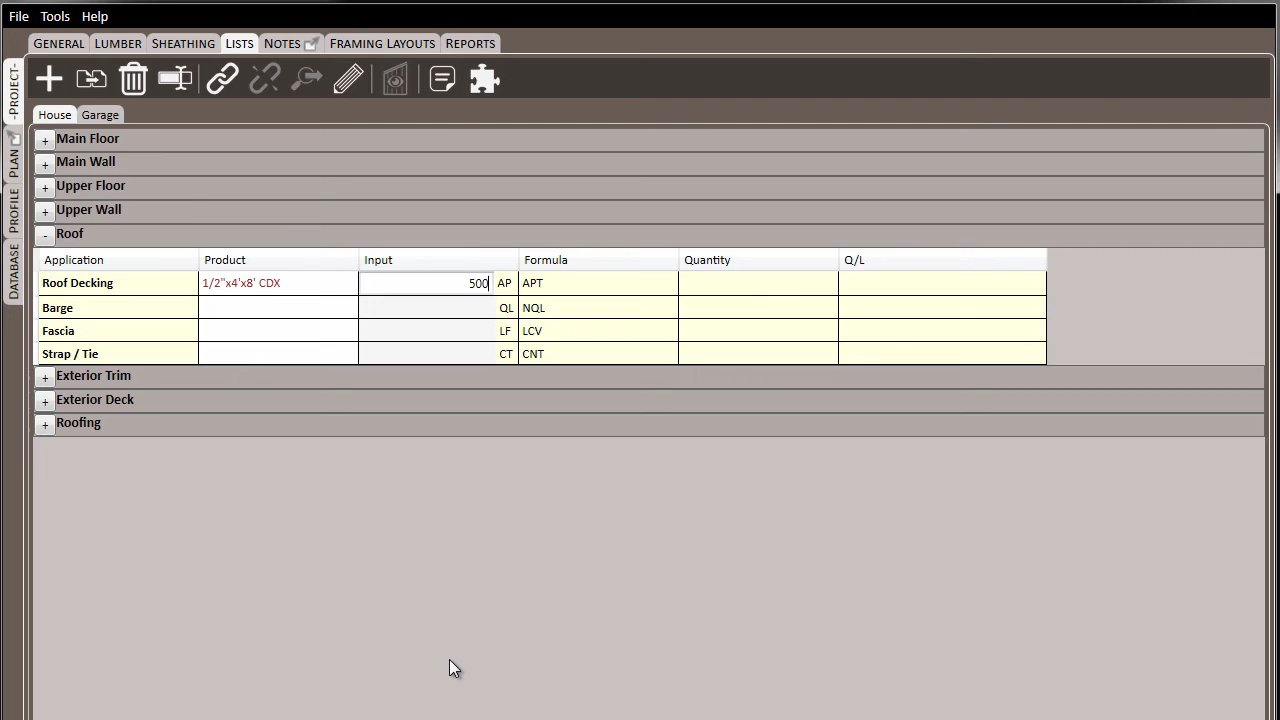 File Tools Help
GENERAL LUMBER SHEATHING LISTS NOTES FRAMING LAYOUTS REPORTS
-PROJECT-
PLAN
PROFILE
DATABASE
House Garage
+ Main Floor
+ Main Wall
+ Upper Floor
+ Upper Wall
- Roof
Application Product Input Formula Quantity Q/L
Roof Decking 1/2"x4'x8' CDX 500 AP APT
Barge QL NQL
Fascia LF LCV
Strap / Tie CT CNT
+ Exterior Trim
+ Exterior Deck
+ Roofing